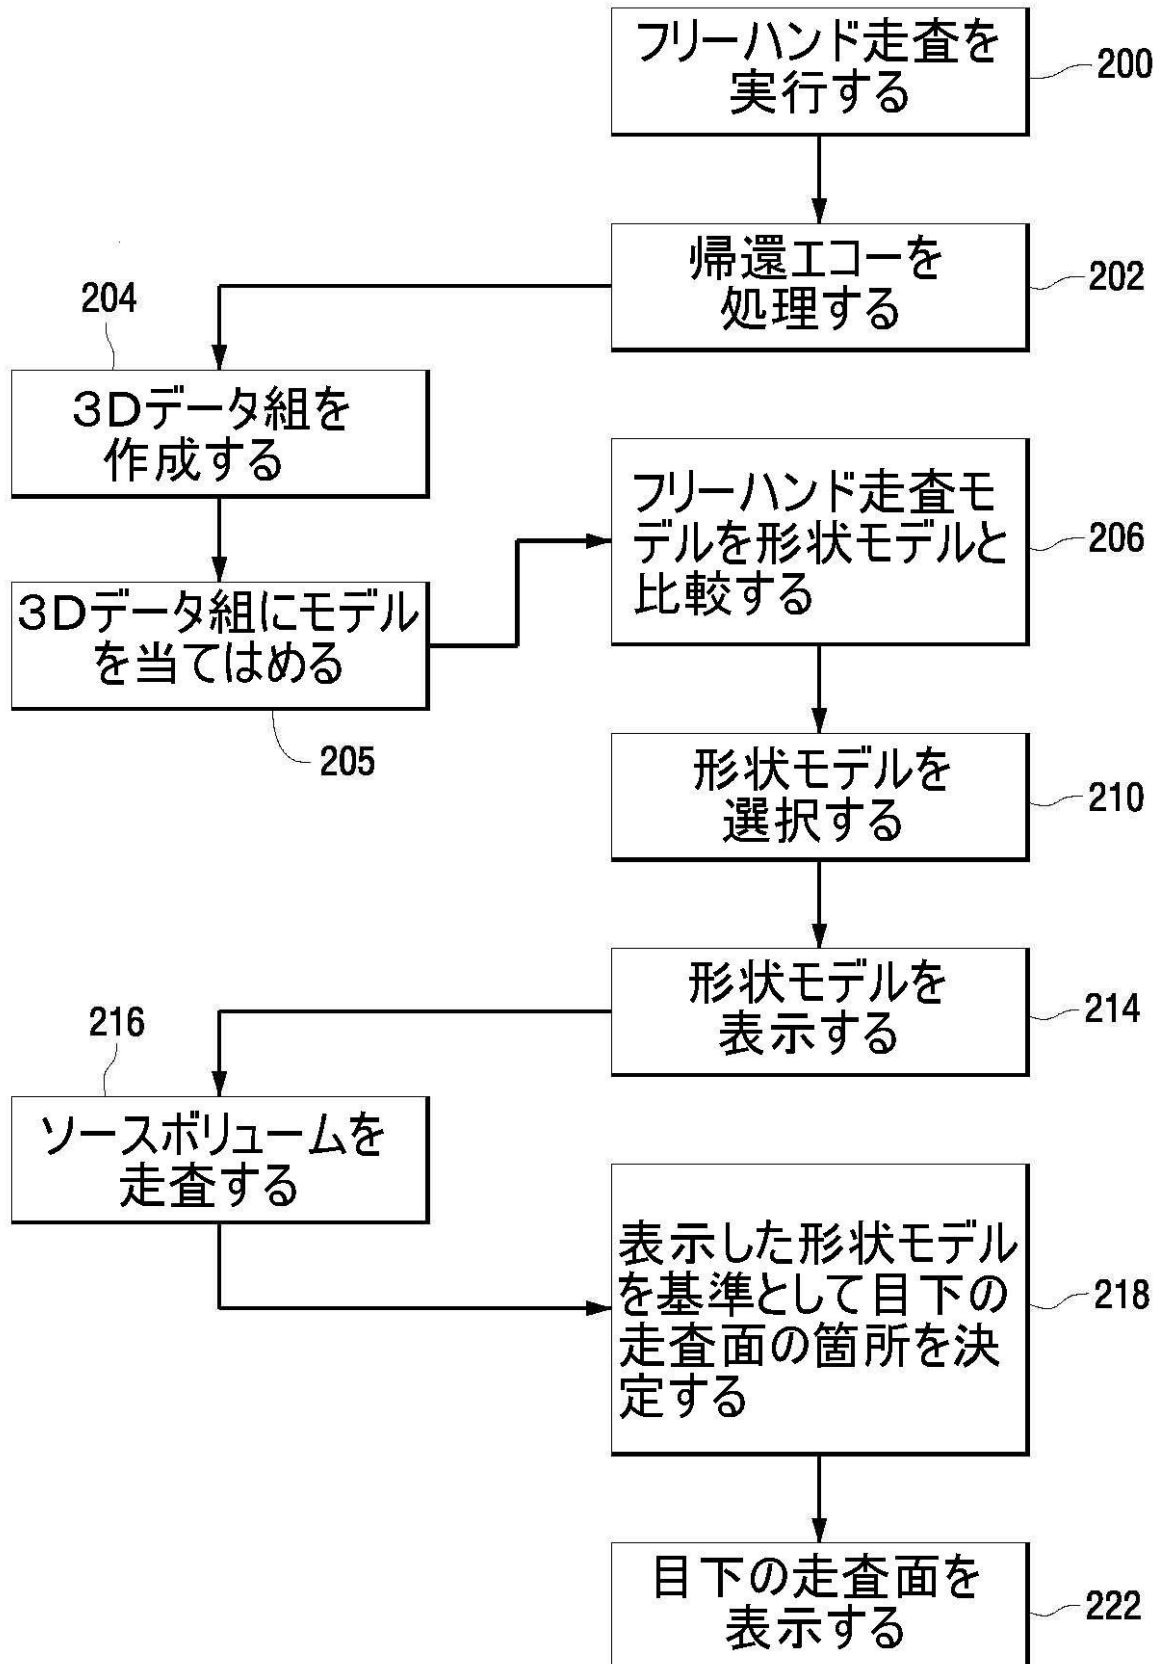 フリーハンド走査を
実行する
200
帰還エコーを
処理する
202
204
3Dデータ組を
作成する
3Dデータ組にモデル
を当てはめる
205
フリーハンド走査モ
デルを形状モデルと
比較する
206
形状モデルを
選択する
210
形状モデルを
表示する
214
216
ソースボリュームを
走査する
表示した形状モデル
を基準として目下の
走査面の箇所を決
定する
218
目下の走査面を
表示する
222